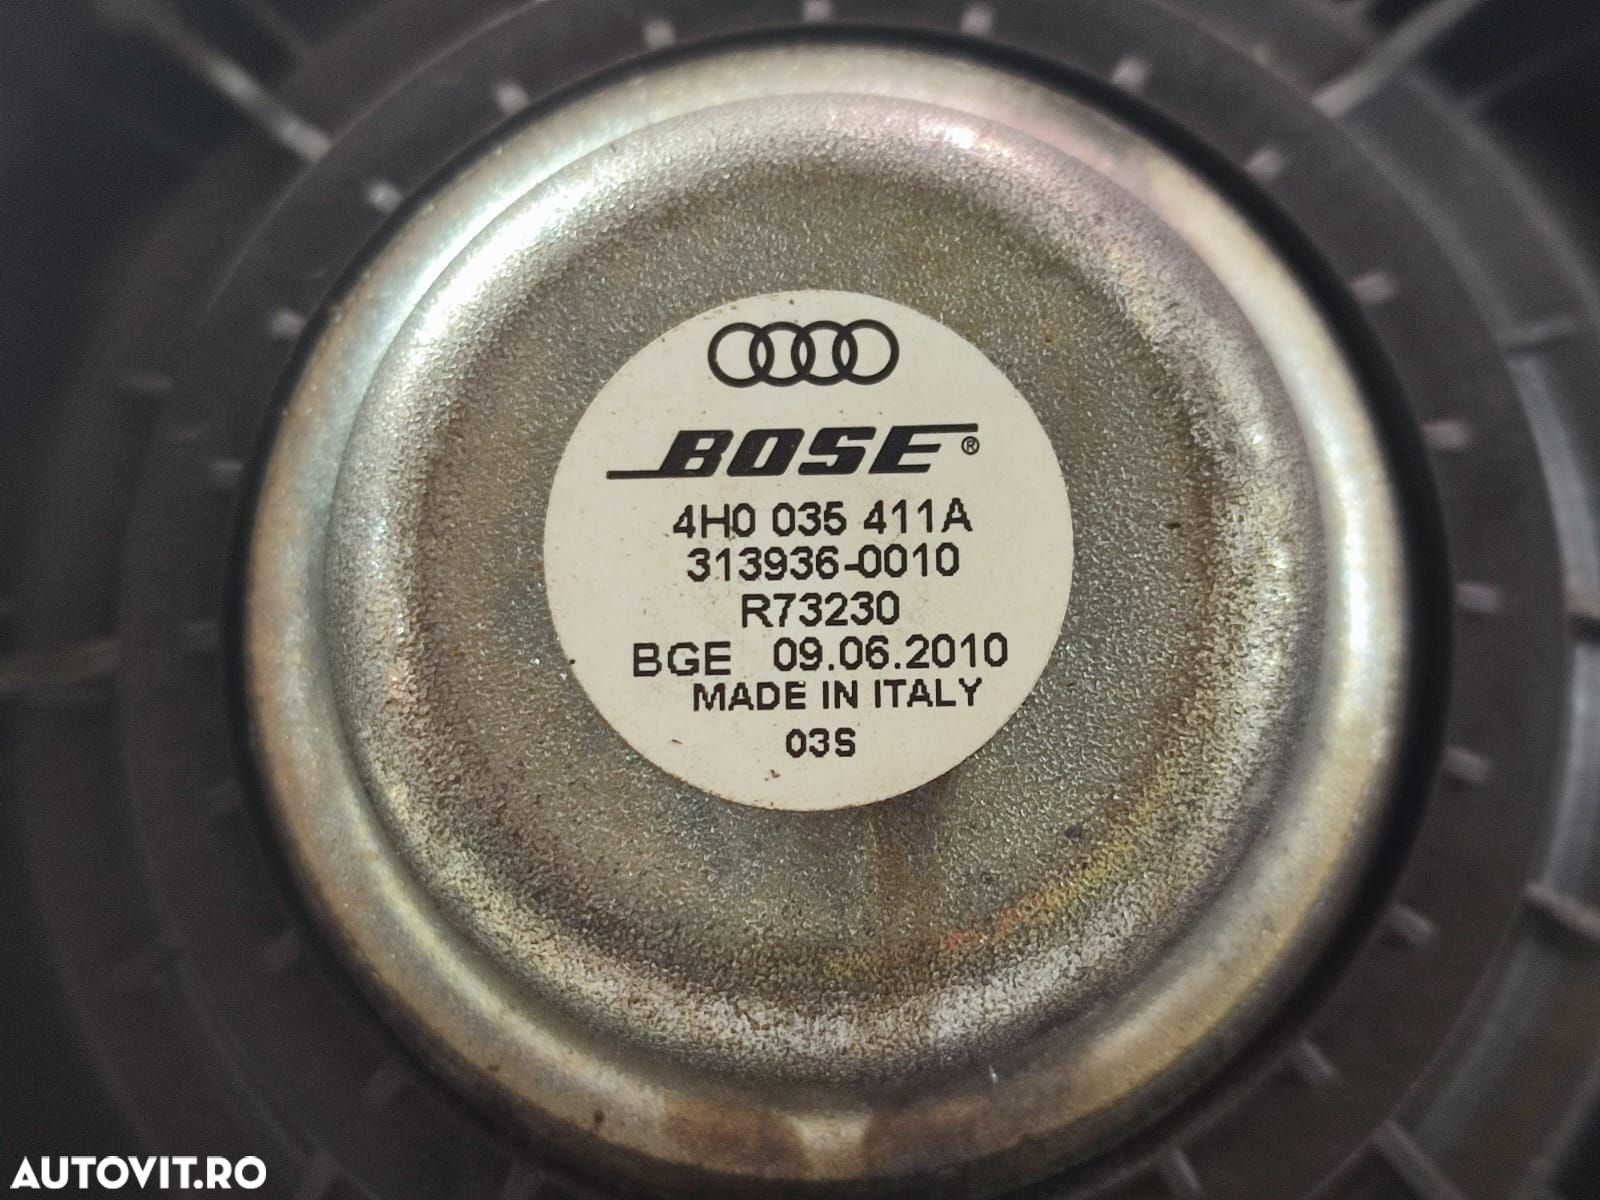 BOSE®
4H0 035 411A
313936-0010
R73230
BGE 09.06.2010
MADE IN ITALY
03S
AUTOVIT.RO